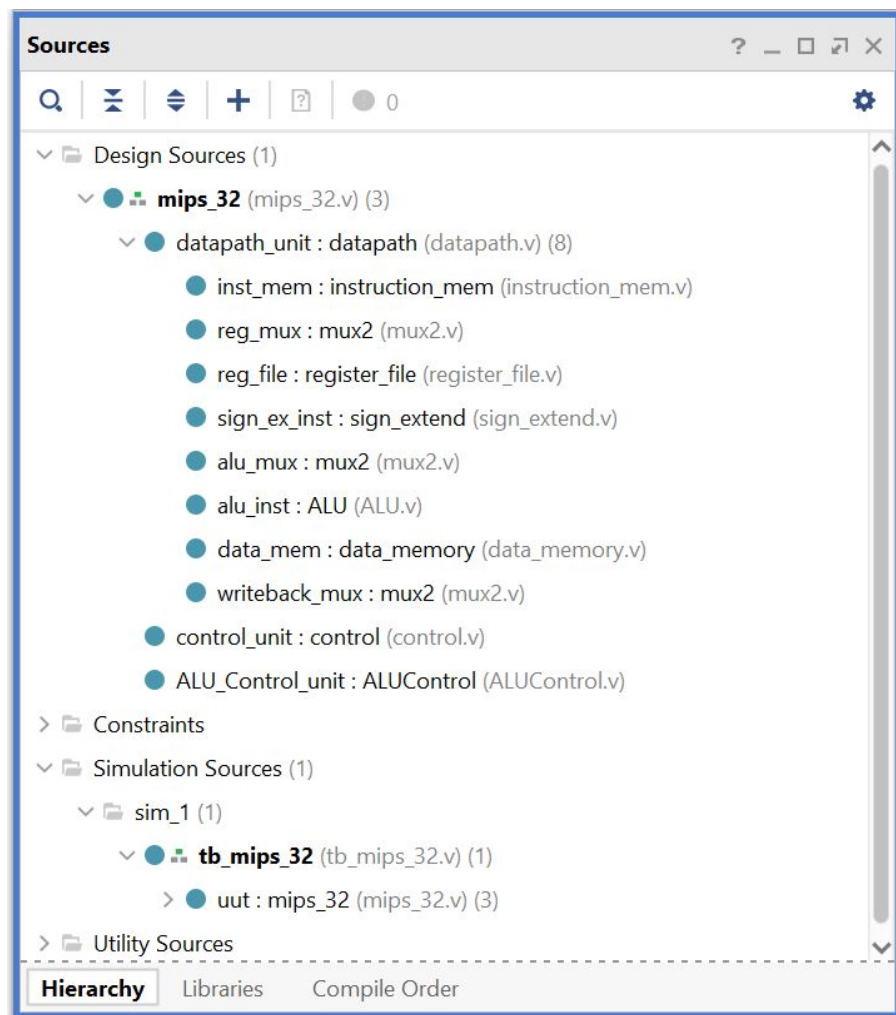 Sources
0
Design Sources (1)
mips_32 (mips_32.v) (3)
datapath_unit : datapath (datapath.v) (8)
inst_mem : instruction_mem (instruction_mem.v)
reg_mux : mux2 (mux2.v)
reg_file : register_file (register_file.v)
sign_ex_inst : sign_extend (sign_extend.v)
alu_mux : mux2 (mux2.v)
alu_inst : ALU (ALU.v)
data_mem : data_memory (data_memory.v)
writeback_mux : mux2 (mux2.v)
control_unit : control (control.v)
ALU_Control_unit : ALUControl (ALUControl.v)
Constraints
Simulation Sources (1)
sim_1 (1)
tb_mips_32 (tb_mips_32.v) (1)
uut : mips_32 (mips_32.v) (3)
Utility Sources
Hierarchy Libraries Compile Order